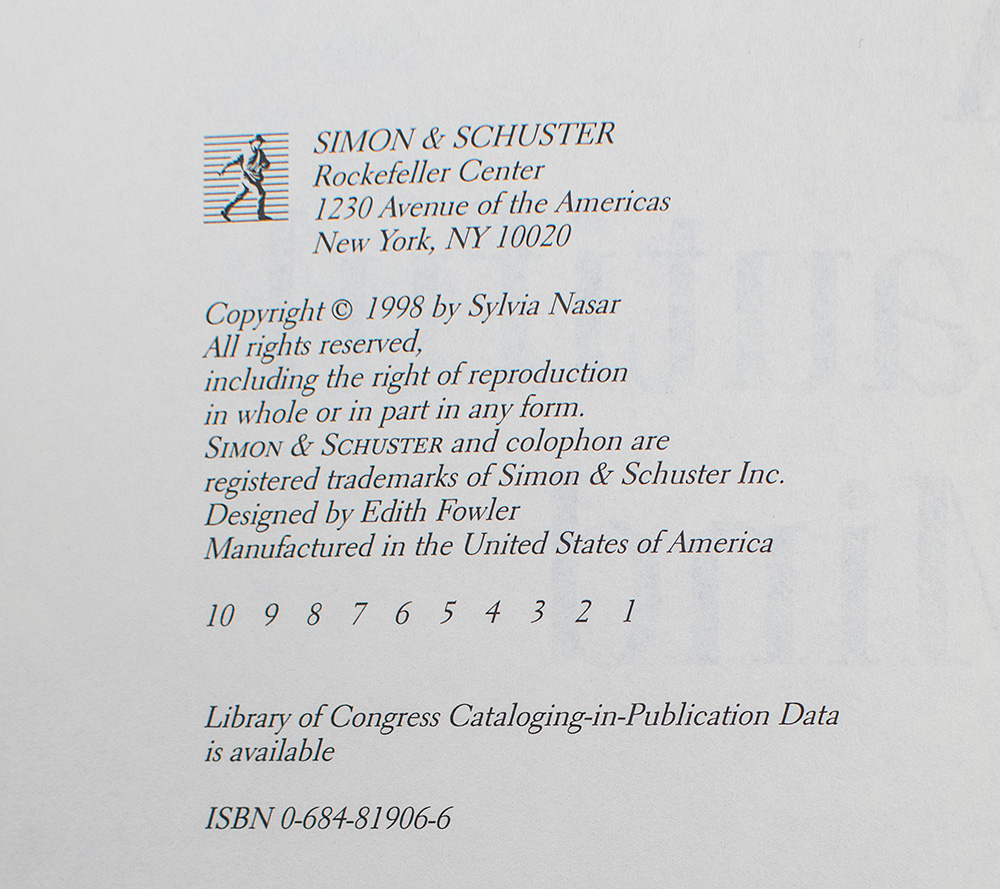 SIMON & SCHUSTER
Rockefeller Center
1230 Avenue of the Americas
New York, NY 10020
Copyright © 1998 by Sylvia Nasar
All rights reserved,
including the right of reproduction
in whole or in part in any form.
SIMON & SCHUSTER and colophon are
registered trademarks of Simon & Schuster Inc.
Designed by Edith Fowler
Manufactured in the United States of America
10 9 8 7 6 5 4 3 2 1
Library of Congress Cataloging-in-Publication Data
is available
ISBN 0-684-81906-6